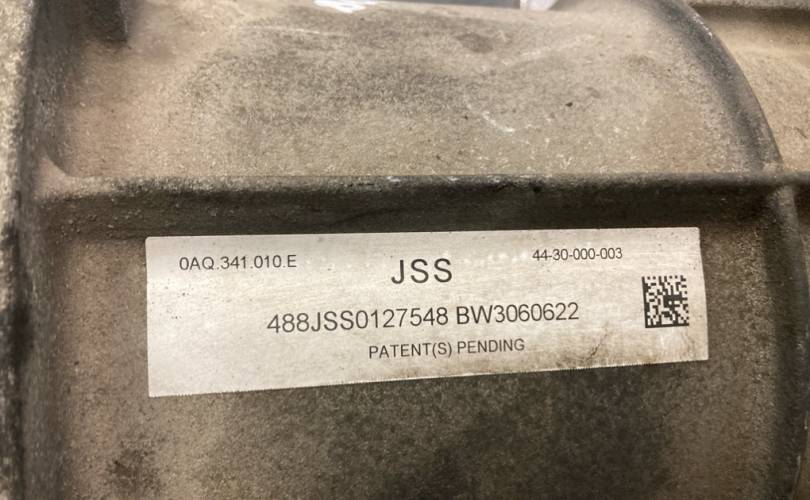 0AQ.341.010.E JSS 44-30-000-003
488JSS0127548 BW3060622
PATENT(S) PENDING